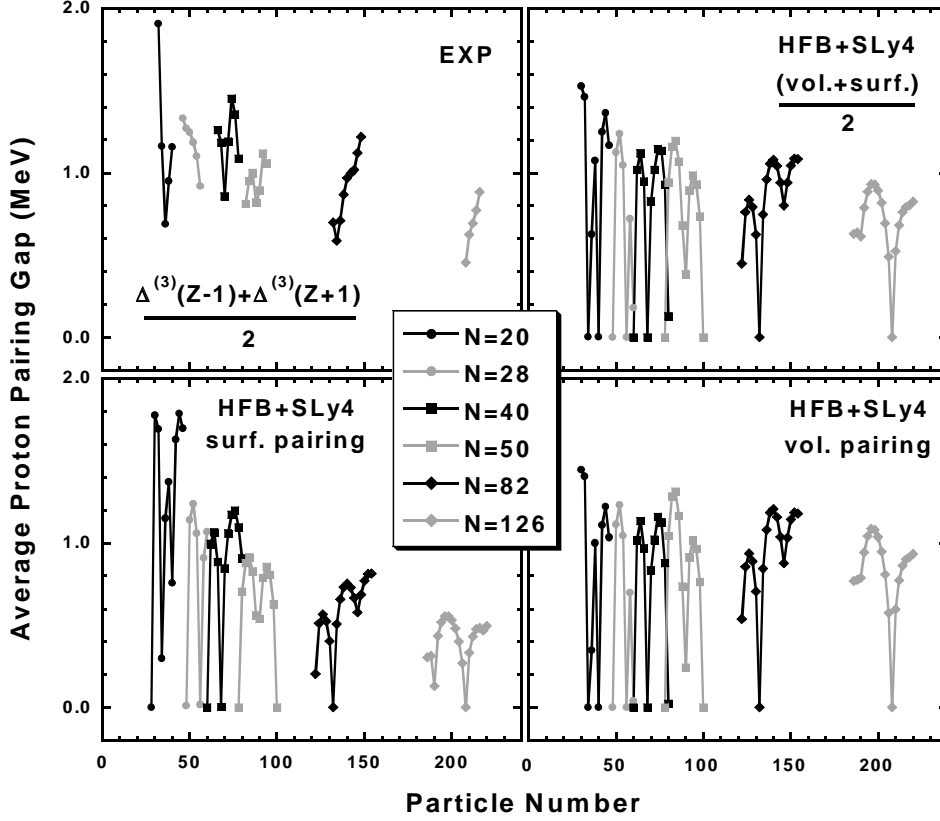 Average Proton Pairing Gap (MeV)
2.0
1.0
0.0
EXP
Δ(3)(Z-1)+Δ(3)(Z+1)
2
HFB+SLy4
(vol.+surf.)
2
N=20
N=28
N=40
N=50
N=82
N=126
2.0
1.0
0.0
HFB+SLy4
surf. pairing
HFB+SLy4
vol. pairing
0 50 100 150 200
0 50 100 150 200
Particle Number